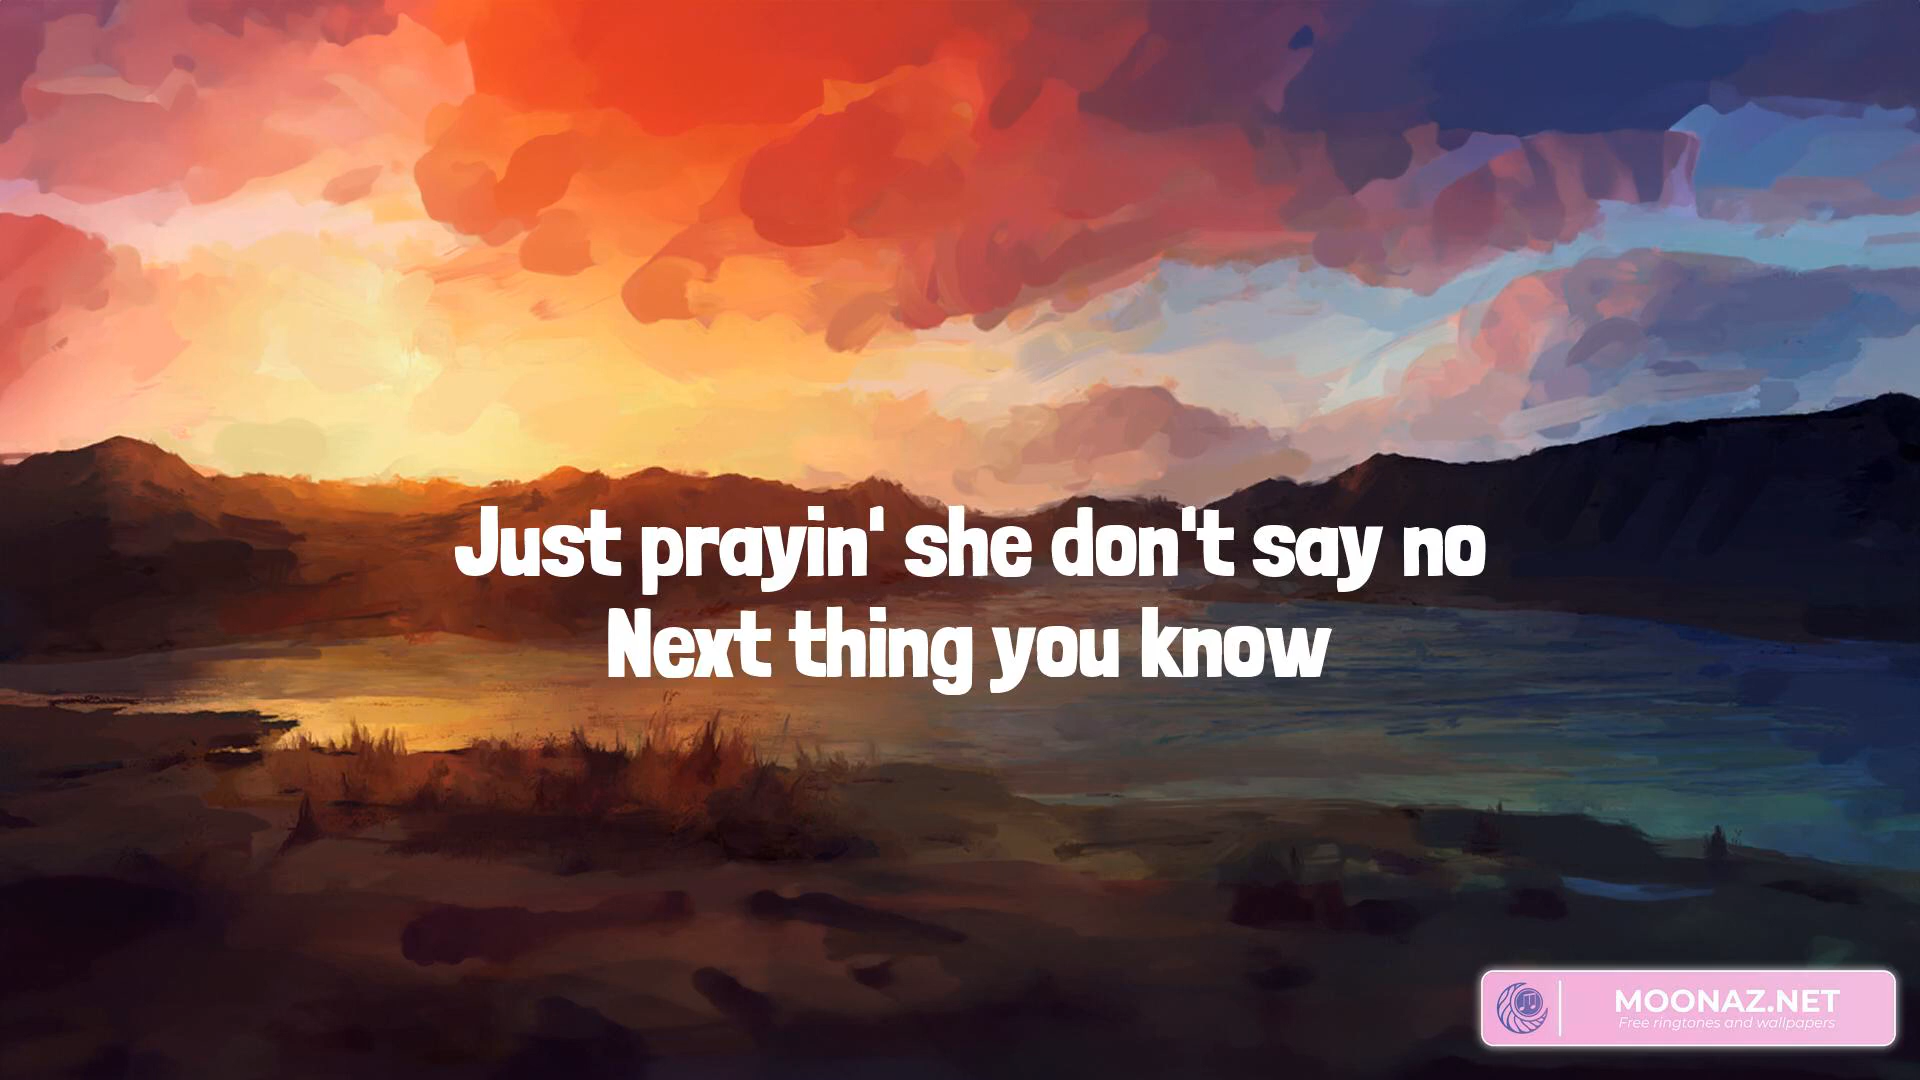 Just prayin' she don't say no
Next thing you know
MOONAZ.NET
Free ringtones and wallpapers